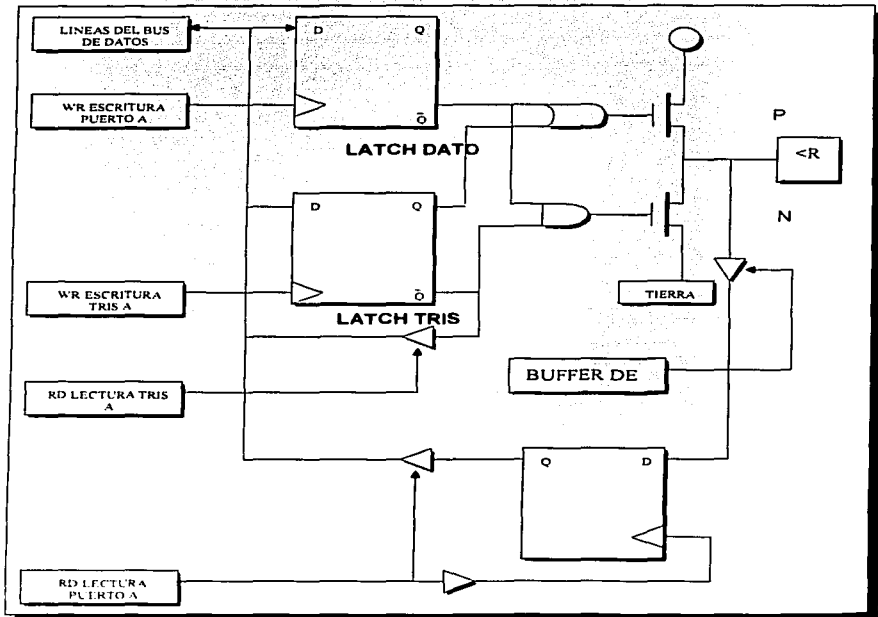 LINEAS DEL BUS
DE DATOS
D
Q
WR ESCRITURA
PUERTO A
Q
LATCH DATO
P
<R
D
Q
N
WR ESCRITURA
TRIS A
Q
LATCH TRIS
TIERRA
BUFFER DE
RD LECTURA TRIS
A
Q
D
RD LECTURA
PUERTO A